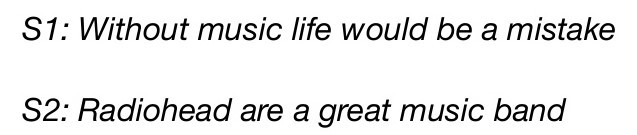 S1: Without music life would be a mistake
S2: Radiohead are a great music band